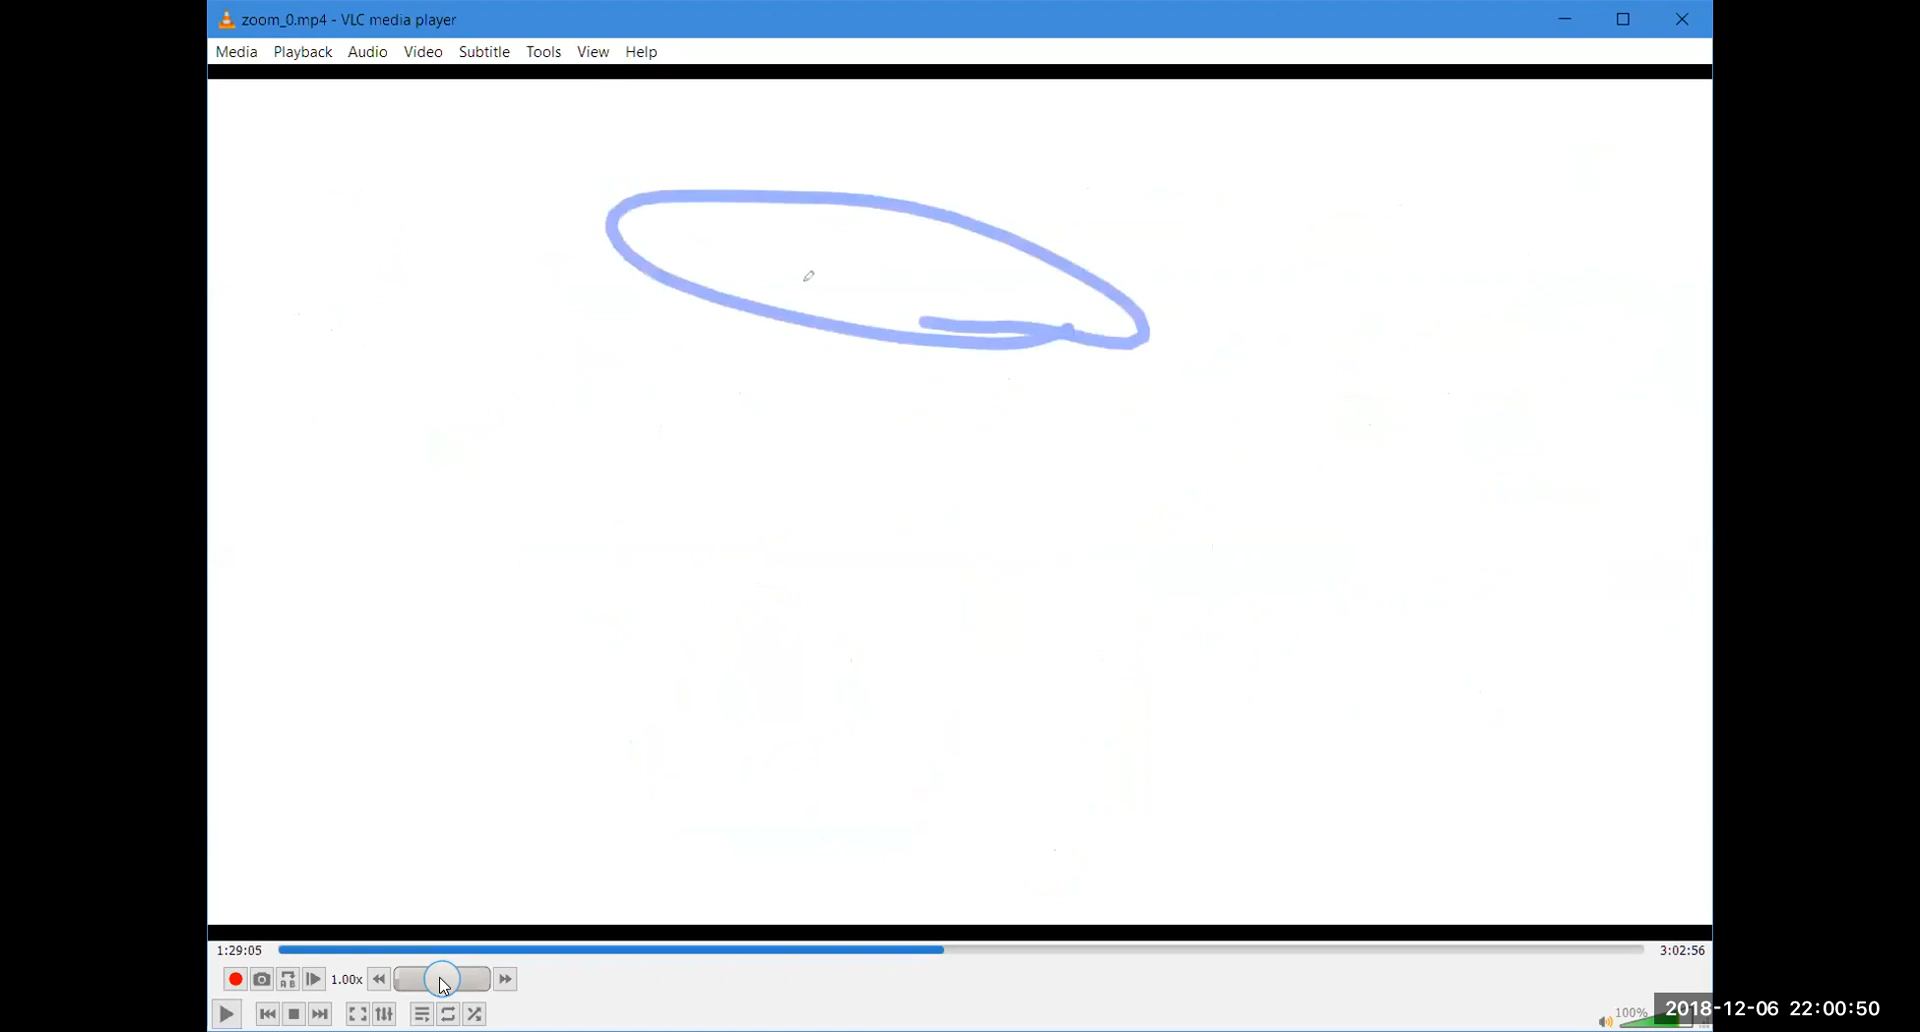 zoom_0.mp4 - VLC media player
Media Playback Audio Video Subtitle Tools View Help
1:29:05 3:02:56
1.00x
100%
2018-12-06 22:00:50